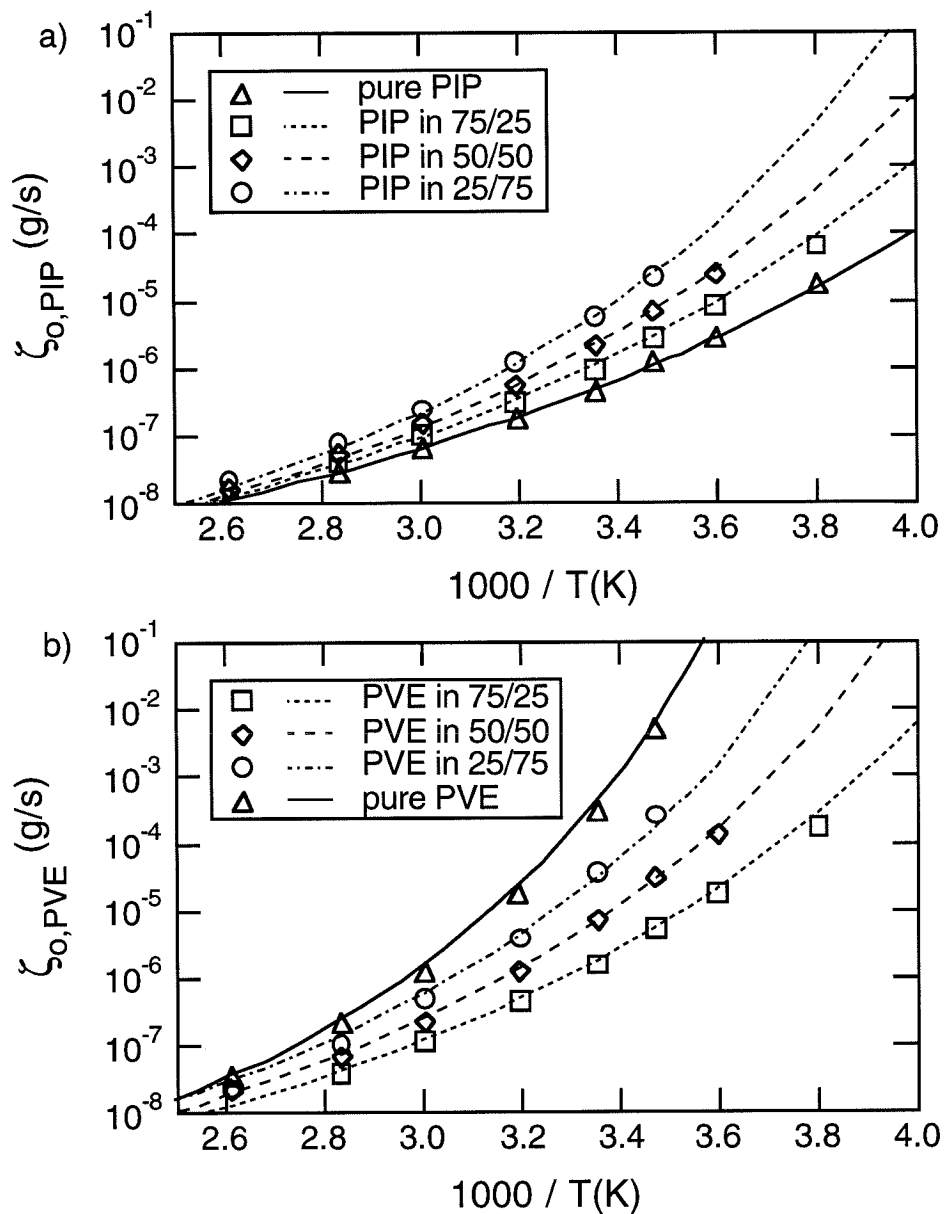 a)
10⁻¹
10⁻²
10⁻³
10⁻⁴
10⁻⁵
10⁻⁶
10⁻⁷
10⁻⁸
ζo,PIP (g/s)
pure PIP
PIP in 75/25
PIP in 50/50
PIP in 25/75
2.6 2.8 3.0 3.2 3.4 3.6 3.8 4.0
1000 / T(K)
b)
10⁻¹
10⁻²
10⁻³
10⁻⁴
10⁻⁵
10⁻⁶
10⁻⁷
10⁻⁸
ζo,PVE (g/s)
PVE in 75/25
PVE in 50/50
PVE in 25/75
pure PVE
2.6 2.8 3.0 3.2 3.4 3.6 3.8 4.0
1000 / T(K)